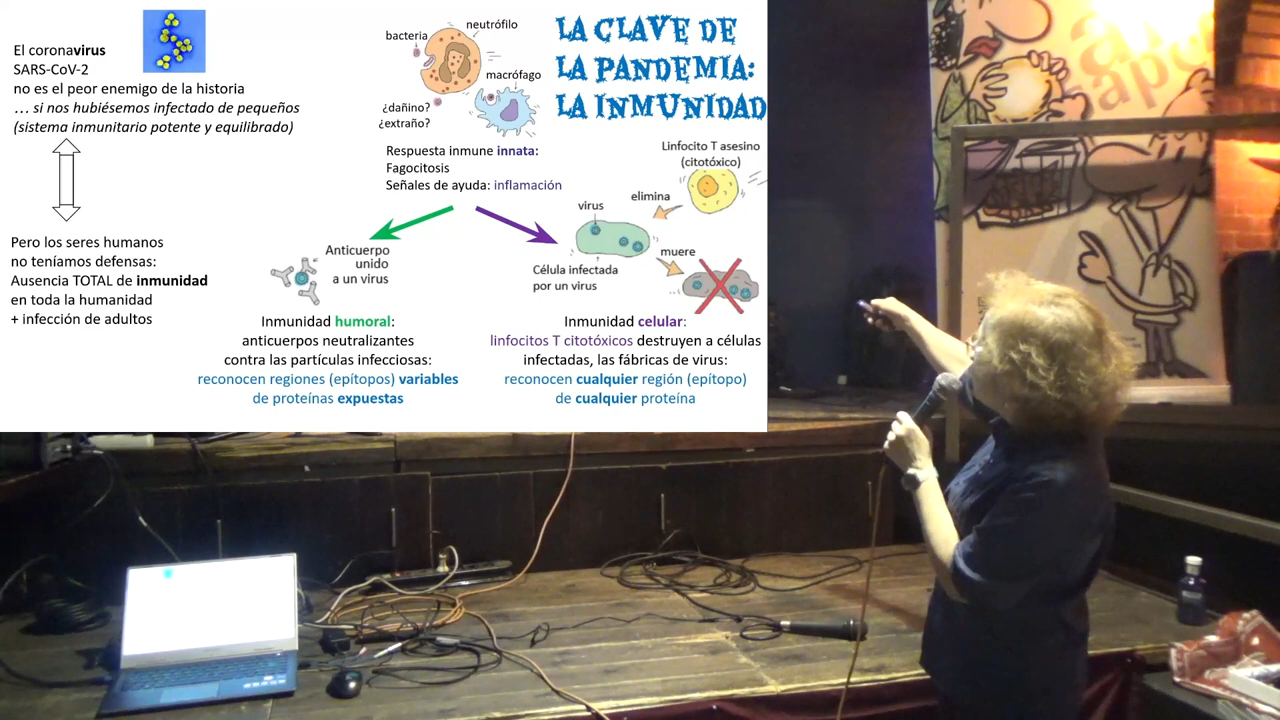 LA CLAVE DE
LA PANDEMIA:
LA INMUNIDAD
El coronavirus
SARS-CoV-2
no es el peor enemigo de la historia
… si nos hubiésemos infectado de pequeños
(sistema inmunitario potente y equilibrado)
Pero los seres humanos
no teníamos defensas:
Ausencia TOTAL de inmunidad
en toda la humanidad
+ infección de adultos
neutrófilo
bacteria
macrófago
¿dañino?
¿extraño?
Respuesta inmune innata:
Fagocitosis
Señales de ayuda: inflamación
Anticuerpo
unido
a un virus
Inmunidad humoral:
anticuerpos neutralizantes
contra las partículas infecciosas:
reconocen regiones (epítopos) variables
de proteínas expuestas
Linfocito T asesino
(citotóxico)
elimina
virus
muere
Célula infectada
por un virus
Inmunidad celular:
linfocitos T citotóxicos destruyen a células
infectadas, las fábricas de virus:
reconocen cualquier región (epítopo)
de cualquier proteína